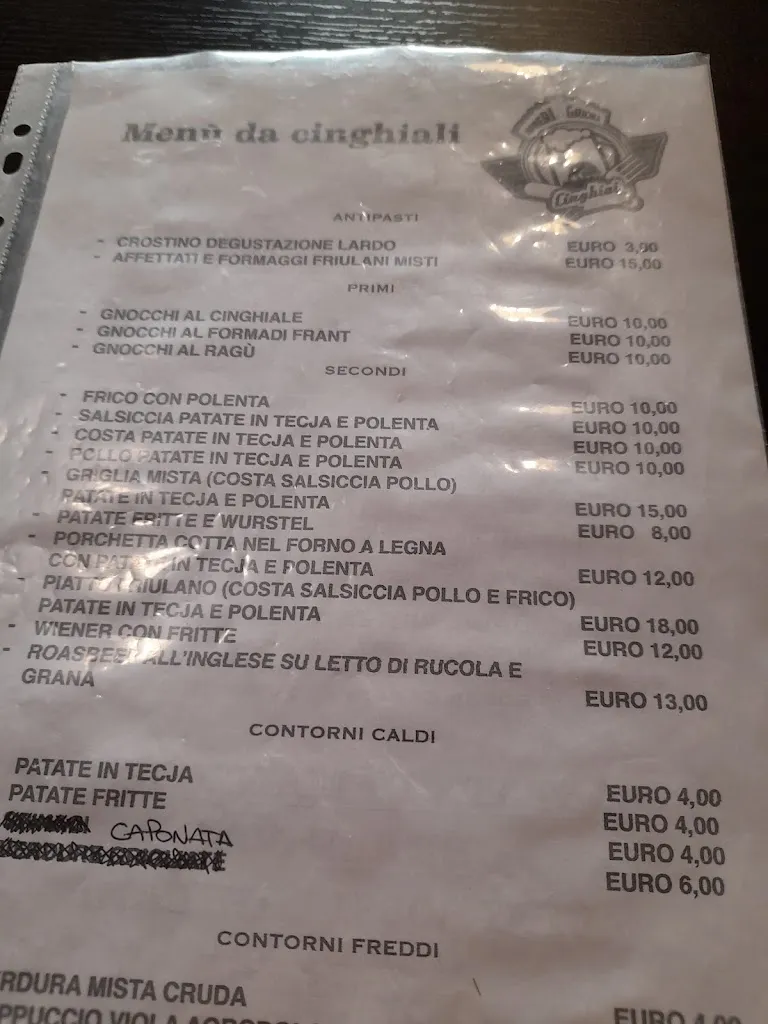 Menù da cinghiali
Cinghiali
ANTIPASTI
- CROSTINO DEGUSTAZIONE LARDO EURO 3,00
- AFFETTATI E FORMAGGI FRIULANI MISTI EURO 15,00
PRIMI
- GNOCCHI AL CINGHIALE EURO 10,00
- GNOCCHI AL FORMADI FRANT EURO 10,00
- GNOCCHI AL RAGÙ EURO 10,00
SECONDI
- FRICO CON POLENTA EURO 10,00
- SALSICCIA PATATE IN TECJA E POLENTA EURO 10,00
- COSTA PATATE IN TECJA E POLENTA EURO 10,00
- POLLO PATATE IN TECJA E POLENTA EURO 10,00
- GRIGLIA MISTA (COSTA SALSICCIA POLLO)
PATATE IN TECJA E POLENTA EURO 15,00
- PATATE FRITTE E WURSTEL EURO 8,00
- PORCHETTA COTTA NEL FORNO A LEGNA
CON PATATE IN TECJA E POLENTA EURO 12,00
- PIATTO FRIULANO (COSTA SALSICCIA POLLO E FRICO)
PATATE IN TECJA E POLENTA EURO 18,00
- WIENER CON FRITTE EURO 12,00
- ROASBEEF ALL'INGLESE SU LETTO DI RUCOLA E
GRANA EURO 13,00
CONTORNI CALDI
PATATE IN TECJA EURO 4,00
PATATE FRITTE EURO 4,00
CAPONATA EURO 4,00
EURO 6,00
CONTORNI FREDDI
RDURA MISTA CRUDA EURO 4,00
PPUCCIO VIOLA